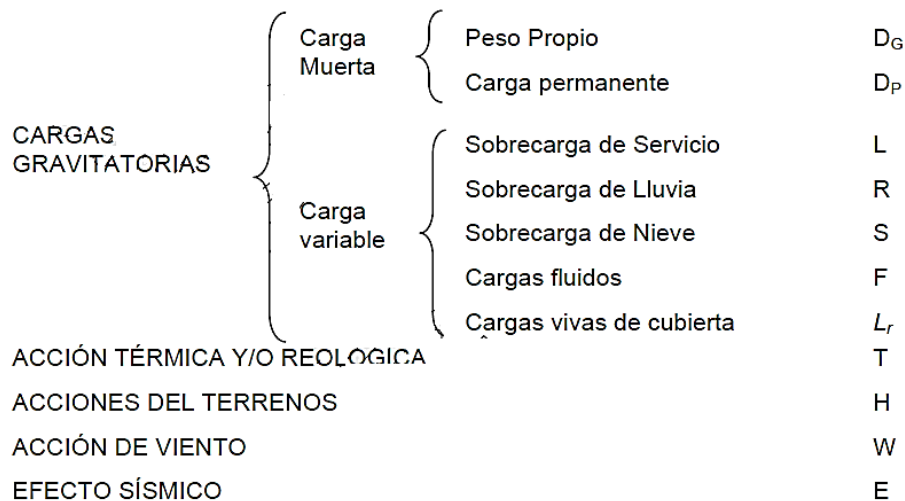 Carga Muerta
Peso Propio D_G
Carga permanente D_P
CARGAS
GRAVITATORIAS
Carga variable
Sobrecarga de Servicio L
Sobrecarga de Lluvia R
Sobrecarga de Nieve S
Cargas fluidos F
Cargas vivas de cubierta L_r
ACCIÓN TÉRMICA Y/O REOLOGICA T
ACCIONES DEL TERRENOS H
ACCIÓN DE VIENTO W
EFECTO SÍSMICO E